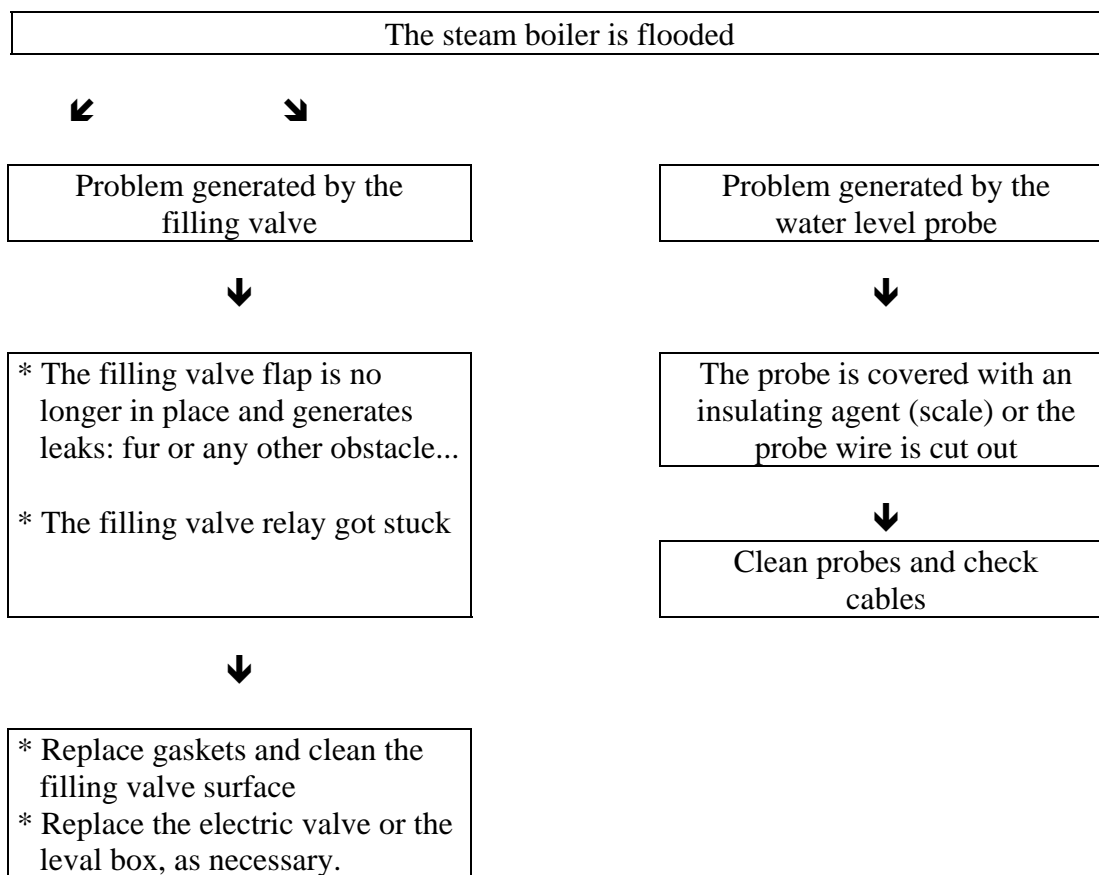 The steam boiler is flooded
Problem generated by the
filling valve
Problem generated by the
water level probe
* The filling valve flap is no
longer in place and generates
leaks: fur or any other obstacle...
* The filling valve relay got stuck
The probe is covered with an
insulating agent (scale) or the
probe wire is cut out
Clean probes and check
cables
* Replace gaskets and clean the
filling valve surface
* Replace the electric valve or the
leval box, as necessary.